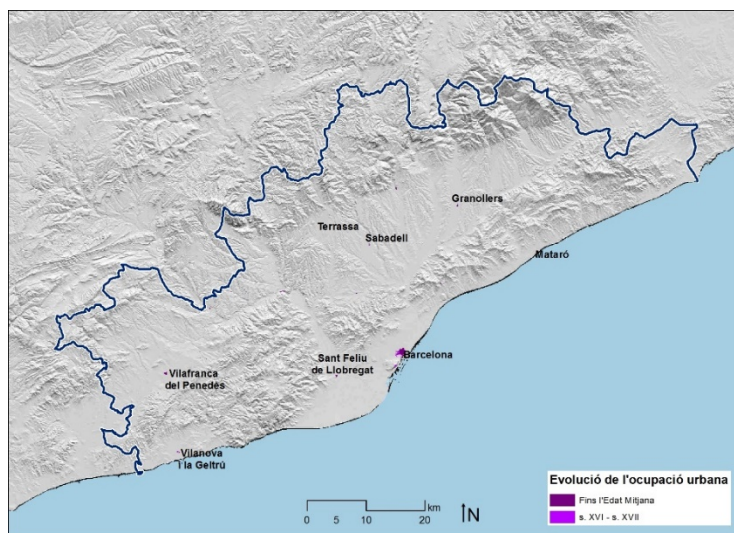 Granollers
Terrassa
Sabadell
Mataró
Barcelona
Sant Feliu
de Llobregat
Vilafranca
del Penedès
Vilanova
i la Geltrú
Evolució de l'ocupació urbana
Fins l'Edat Mitjana
s. XVI - s. XVII
km
0 5 10 20
N